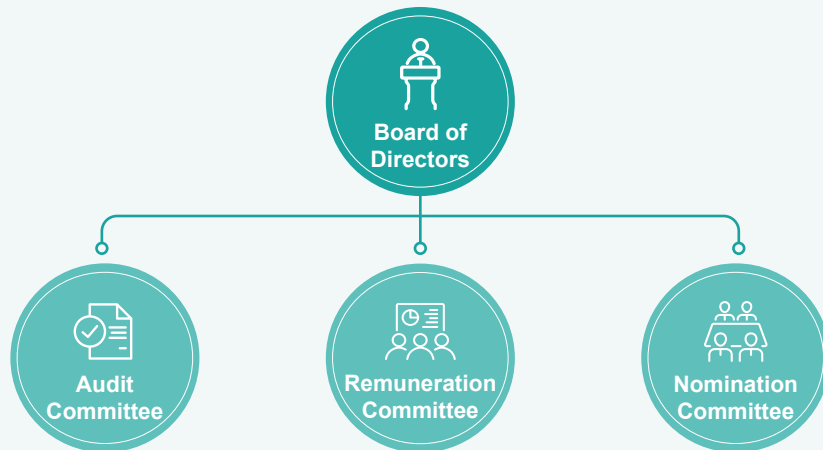 Board of
Directors
Audit
Committee
Remuneration
Committee
Nomination
Committee